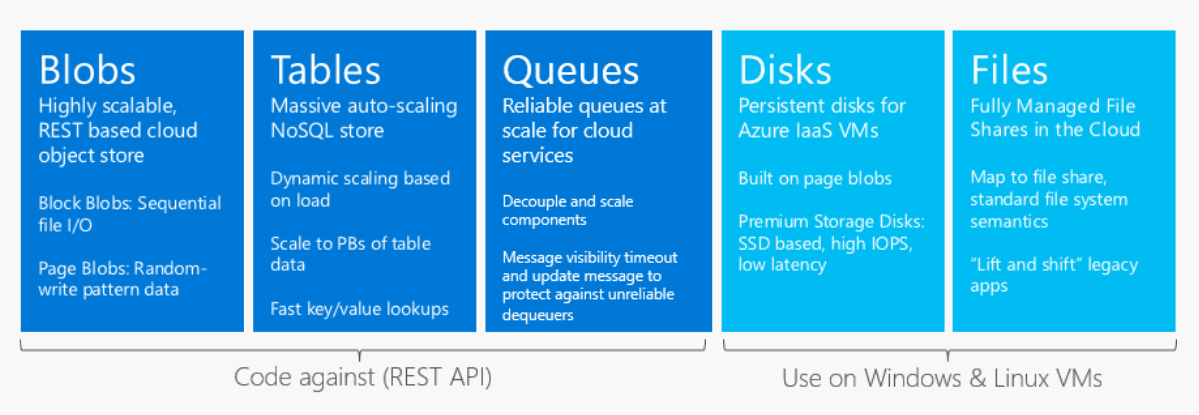 Blobs
Highly scalable,
REST based cloud
object store
Block Blobs: Sequential
file I/O
Page Blobs: Random-
write pattern data
Tables
Massive auto-scaling
NoSQL store
Dynamic scaling based
on load
Scale to PBs of table
data
Fast key/value lookups
Queues
Reliable queues at
scale for cloud
services
Decouple and scale
components
Message visibility timeout
and update message to
protect against unreliable
dequeuers
Disks
Persistent disks for
Azure IaaS VMs
Built on page blobs
Premium Storage Disks:
SSD based, high IOPS,
low latency
Files
Fully Managed File
Shares in the Cloud
Map to file share,
standard file system
semantics
“Lift and shift” legacy
apps
Code against (REST API)
Use on Windows & Linux VMs